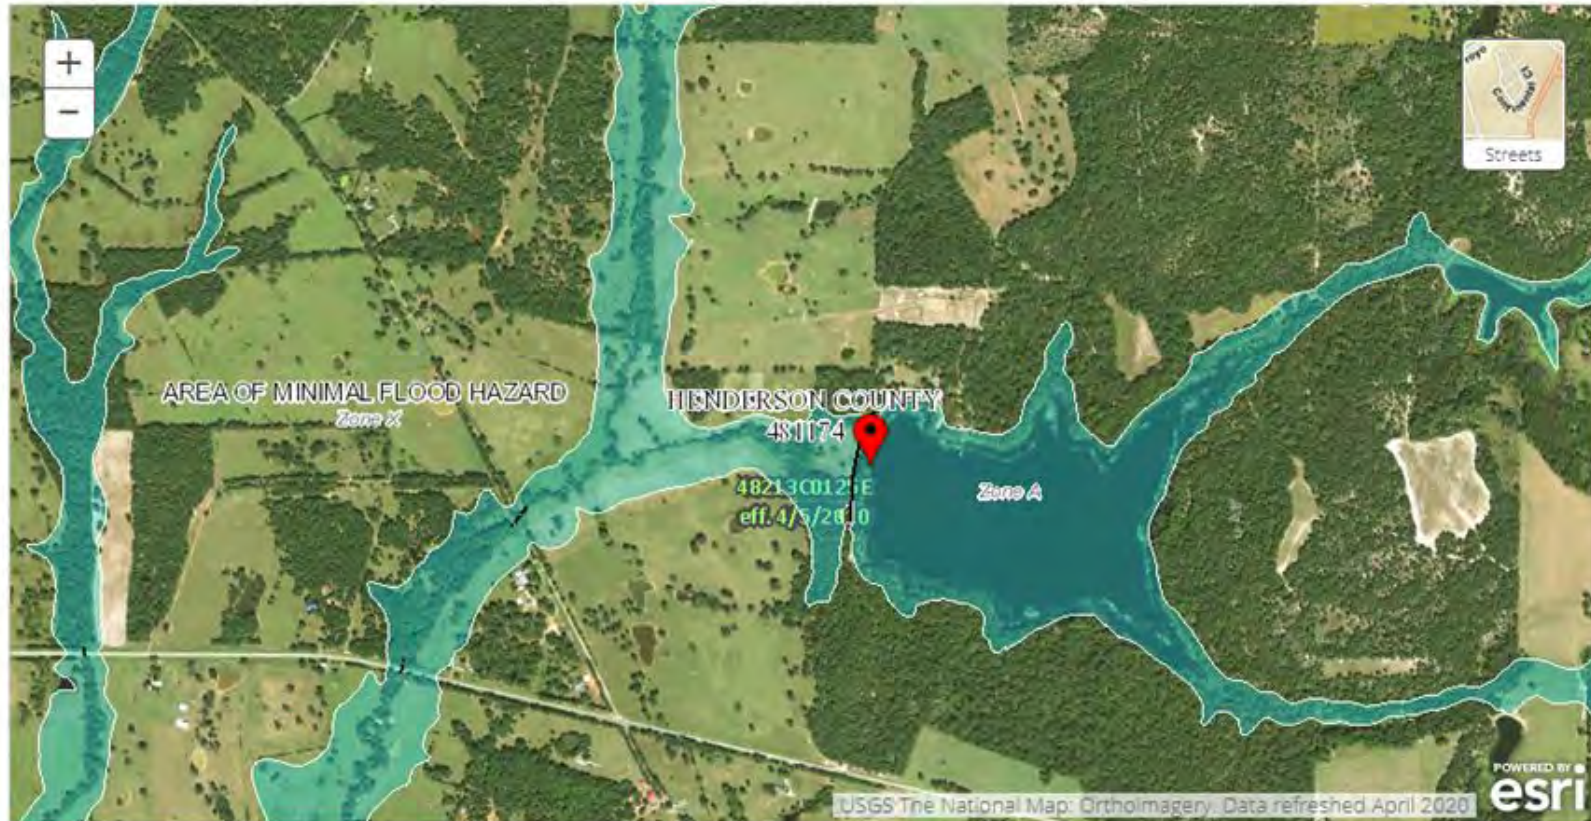 +
−
Streets
AREA OF MINIMAL FLOOD HAZARD
Zone X
HENDERSON COUNTY
481174
48213C0125E
eff. 4/5/2010
Zone A
USGS The National Map: Orthoimagery. Data refreshed April 2020
POWERED BY
esri